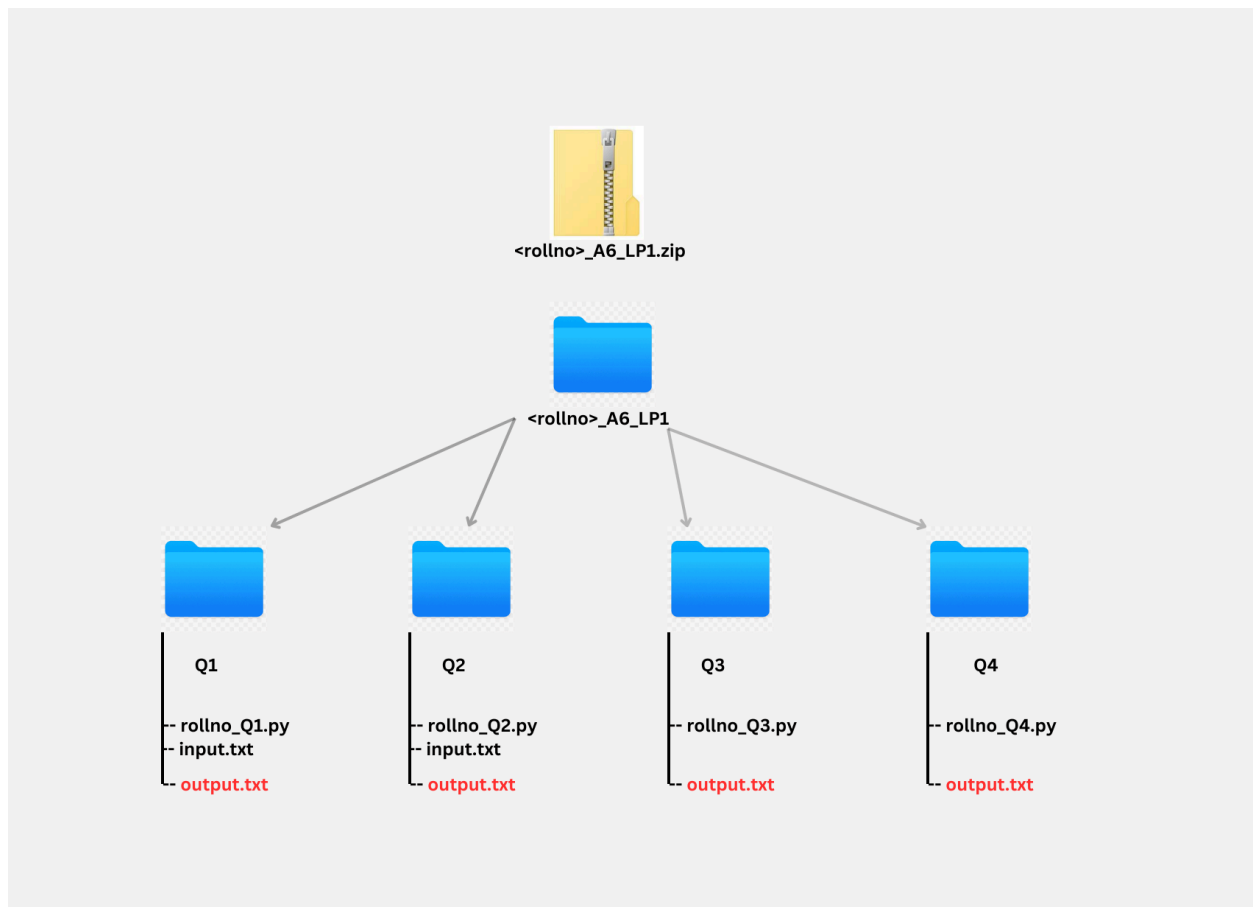 <rollno>_A6_LP1.zip
<rollno>_A6_LP1
Q1
rollno_Q1.py
input.txt
output.txt
Q2
rollno_Q2.py
input.txt
output.txt
Q3
rollno_Q3.py
output.txt
Q4
rollno_Q4.py
output.txt